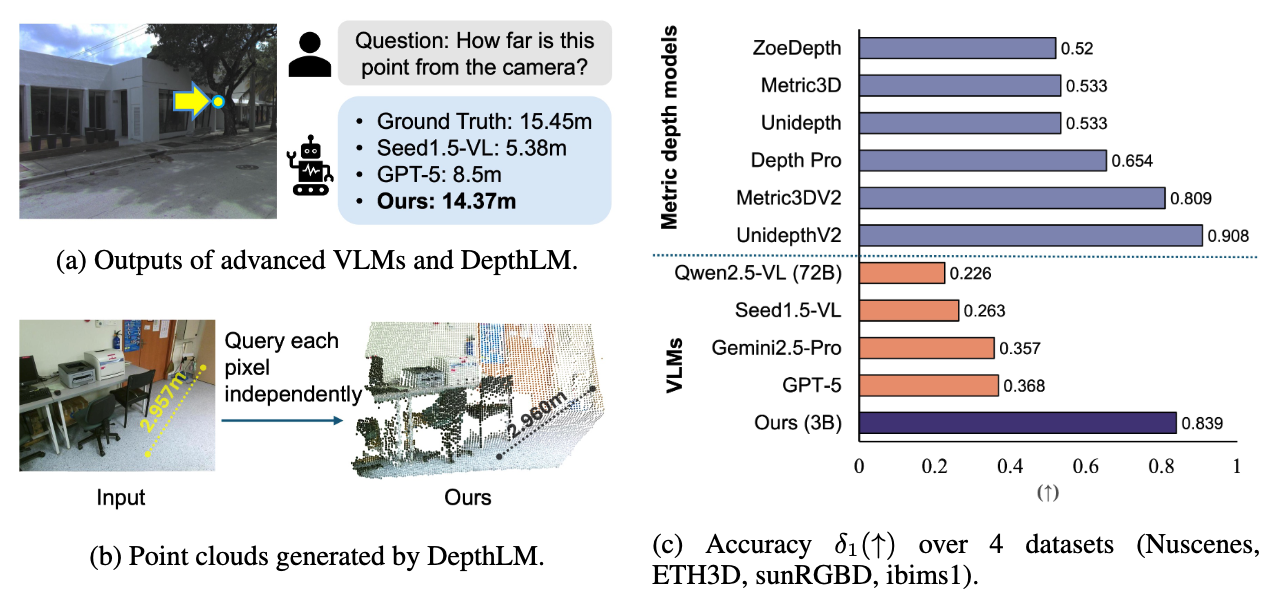 Question: How far is this
point from the camera?
• Ground Truth: 15.45m
• Seed1.5-VL: 5.38m
• GPT-5: 8.5m
• Ours: 14.37m
(a) Outputs of advanced VLMs and DepthLM.
2.957m
Query each
pixel
independently
2.960m
Input
Ours
(b) Point clouds generated by DepthLM.
Metric depth models
ZoeDepth 0.52
Metric3D 0.533
Unidepth 0.533
Depth Pro 0.654
Metric3DV2 0.809
UnidepthV2 0.908
VLMs
Qwen2.5-VL (72B) 0.226
Seed1.5-VL 0.263
Gemini2.5-Pro 0.357
GPT-5 0.368
Ours (3B) 0.839
0 0.2 0.4 0.6 0.8 1
(↑)
(c) Accuracy δ₁(↑) over 4 datasets (Nuscenes,
ETH3D, sunRGBD, ibims1).